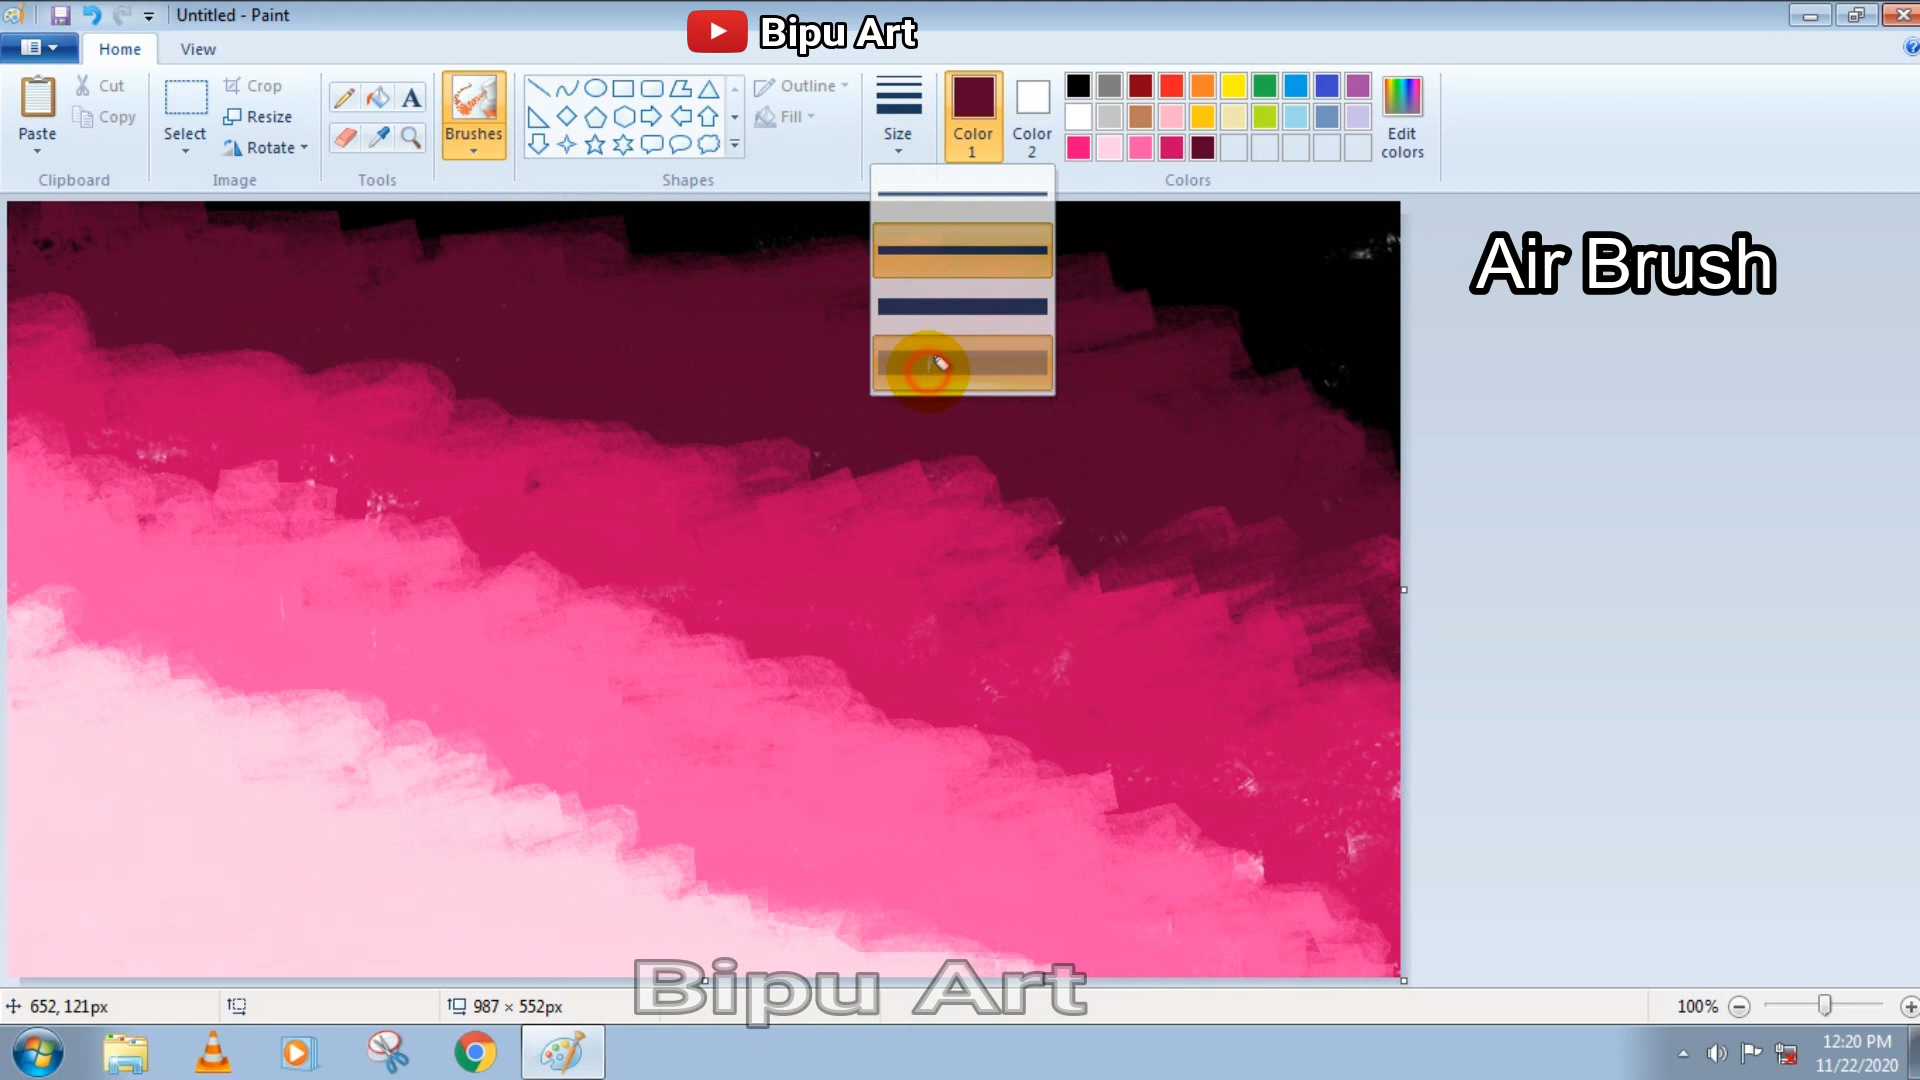 Untitled - Paint
Bipu Art
Home
View
Paste
Cut
Copy
Clipboard
Select
Crop
Resize
Rotate
Image
A
Tools
Brushes
Shapes
Outline
Fill
Size
Color
1
Color
2
Colors
Edit
colors
Air Brush
Bipu Art
652, 121px
987 × 552px
100%
12:20 PM
11/22/2020